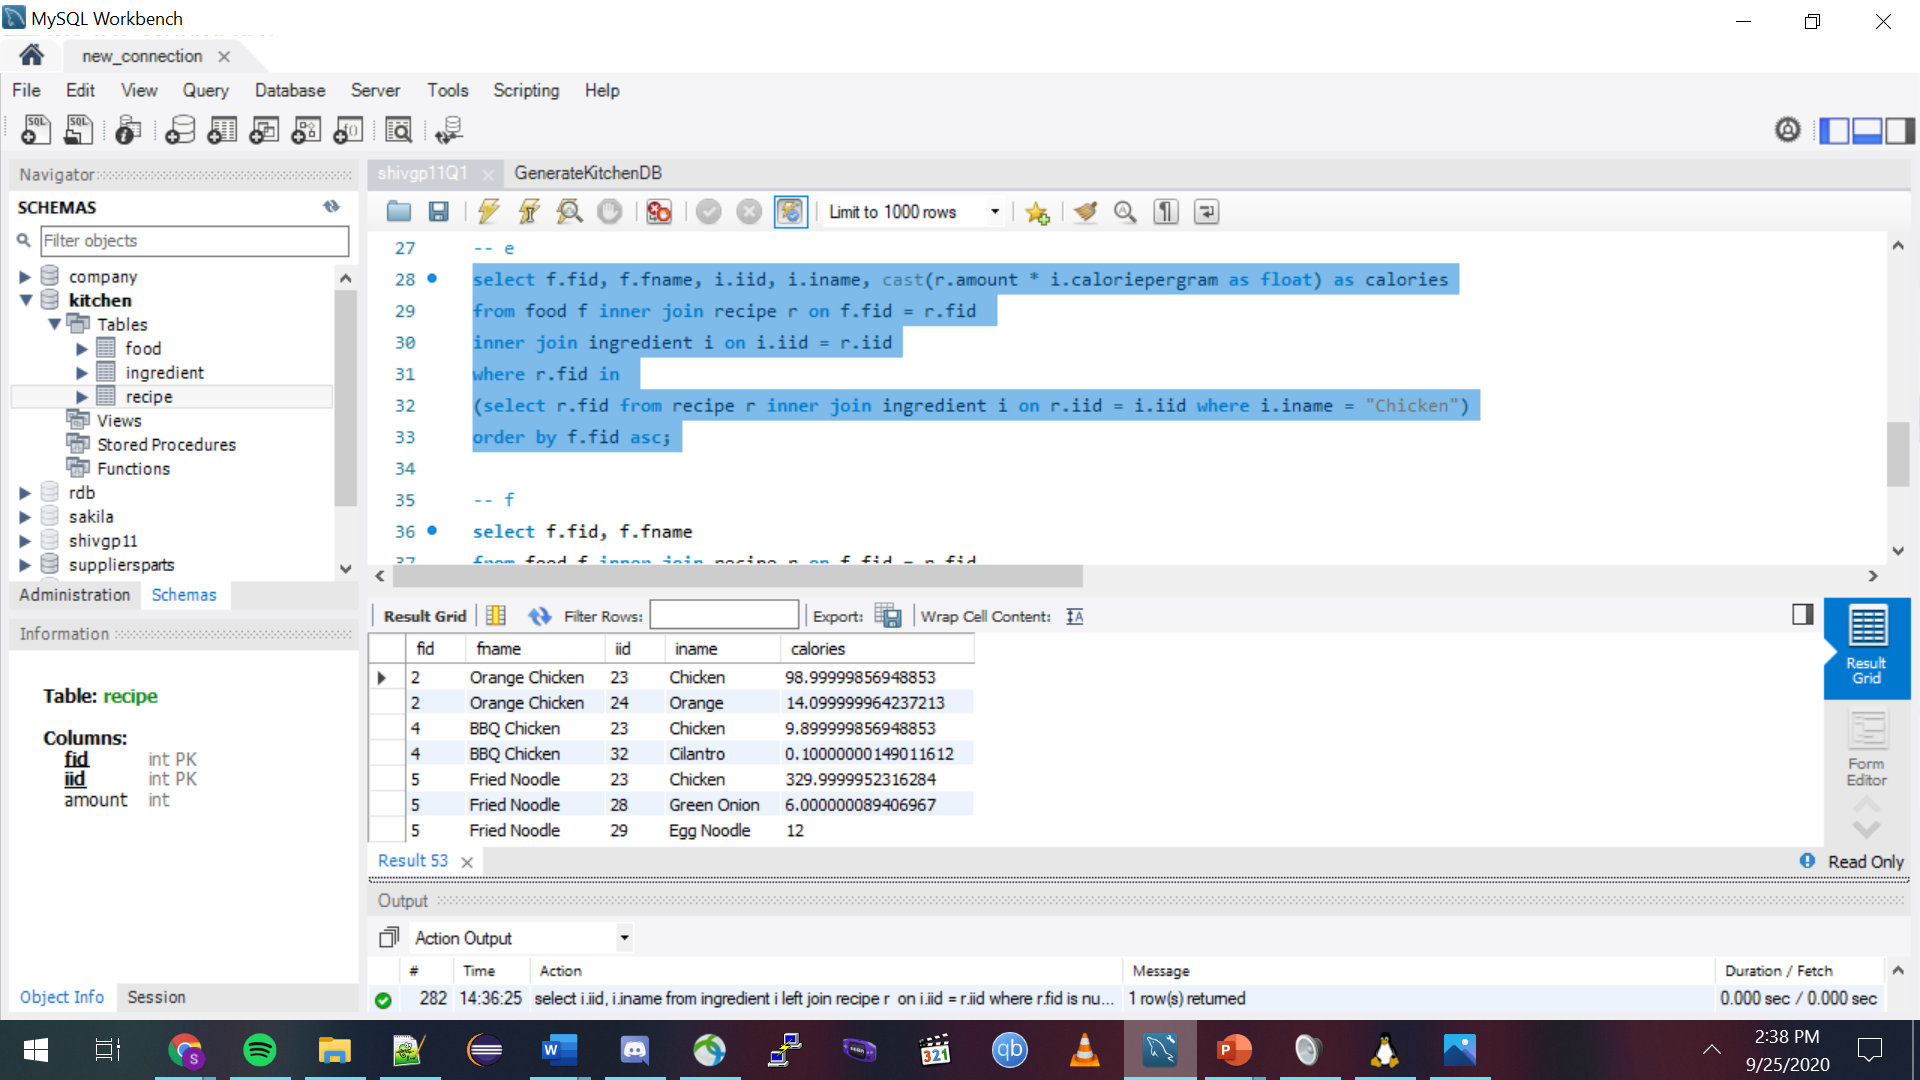 MySQL Workbench
new_connection
File Edit View Query Database Server Tools Scripting Help
Navigator
SCHEMAS
Filter objects
company
kitchen
Tables
food
ingredient
recipe
Views
Stored Procedures
Functions
rdb
sakila
shivgp11
suppliersparts
Administration Schemas
Information
Table: recipe
Columns:
fid int PK
iid int PK
amount int
Object Info Session
shivgp11Q1 GenerateKitchenDB
Limit to 1000 rows
27 -- e
28 select f.fid, f.fname, i.iid, i.iname, cast(r.amount * i.caloriepergram as float) as calories
29 from food f inner join recipe r on f.fid = r.fid
30 inner join ingredient i on i.iid = r.iid
31 where r.fid in
32 (select r.fid from recipe r inner join ingredient i on r.iid = i.iid where i.iname = "Chicken")
33 order by f.fid asc;
34
35 -- f
36 select f.fid, f.fname
37 from food f inner join recipe r on f.fid = r.fid
Result Grid Filter Rows: Export: Wrap Cell Content:
fid fname iid iname calories
2 Orange Chicken 23 Chicken 98.99999856948853
2 Orange Chicken 24 Orange 14.099999964237213
4 BBQ Chicken 23 Chicken 9.899999856948853
4 BBQ Chicken 32 Cilantro 0.10000000149011612
5 Fried Noodle 23 Chicken 329.9999952316284
5 Fried Noodle 28 Green Onion 6.000000089406967
5 Fried Noodle 29 Egg Noodle 12
Result
Grid
Form
Editor
Result 53
Read Only
Output
Action Output
# Time Action Message Duration / Fetch
282 14:36:25 select i.iid, i.iname from ingredient i left join recipe r on i.iid = r.iid where r.fid is nu... 1 row(s) returned 0.000 sec / 0.000 sec
2:38 PM
9/25/2020